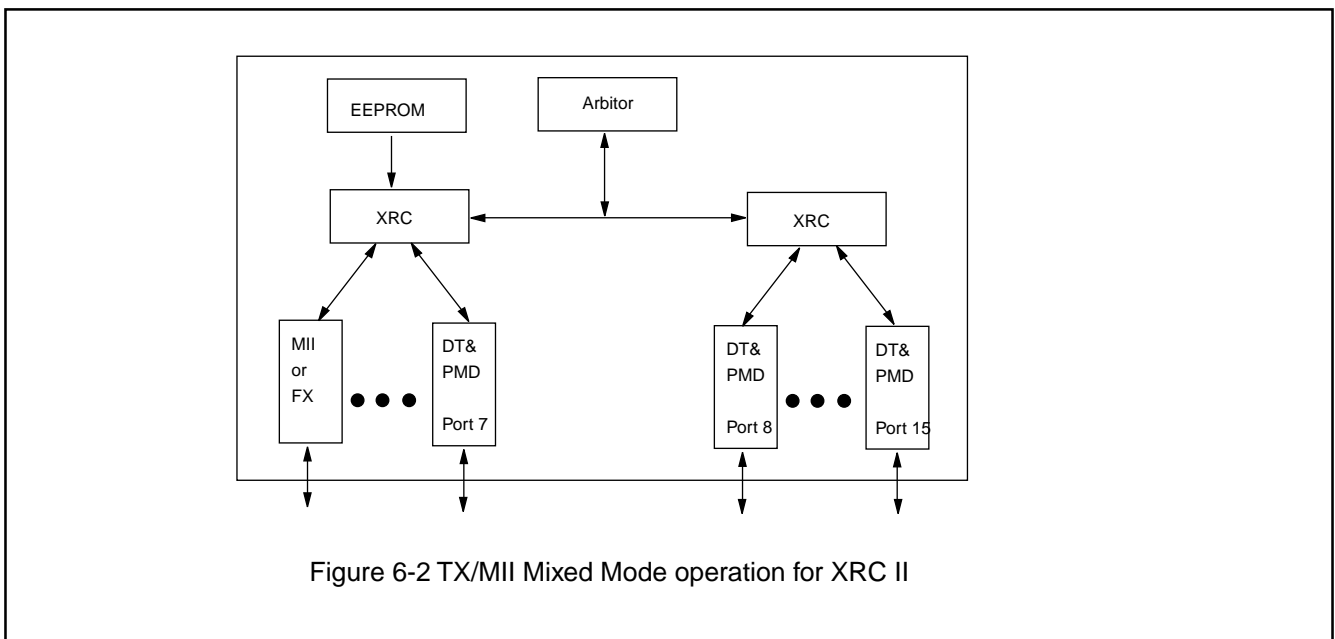 EEPROM
Arbitor
XRC
XRC
MII
or
FX
DT&
PMD
Port 7
DT&
PMD
Port 8
DT&
PMD
Port 15
Figure 6-2 TX/MII Mixed Mode operation for XRC II